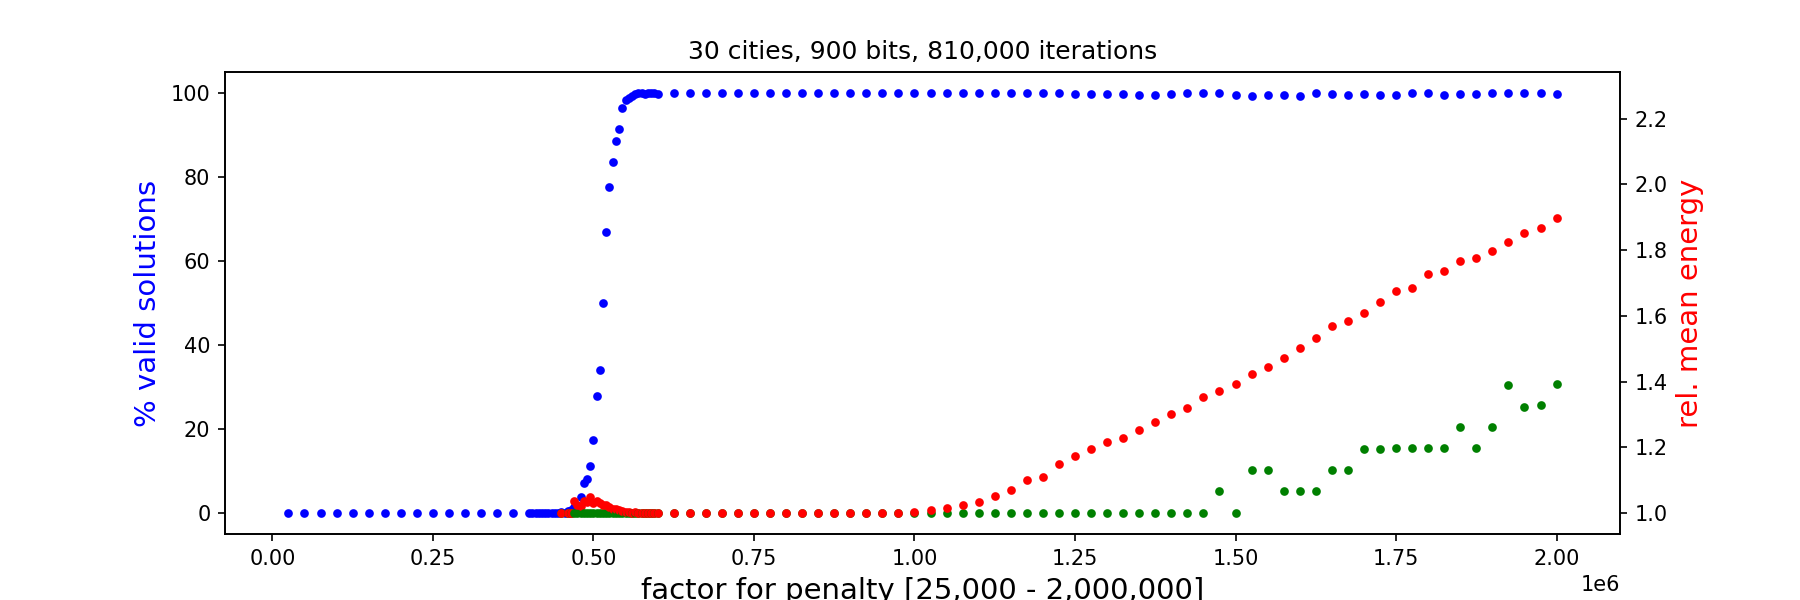 30 cities, 900 bits, 810,000 iterations
% valid solutions
100
80
60
40
20
0
2.2
2.0
1.8
1.6
1.4
1.2
1.0
rel. mean energy
0.00 0.25 0.50 0.75 1.00 1.25 1.50 1.75 2.00
1e6
factor for penalty [25,000 - 2,000,000]